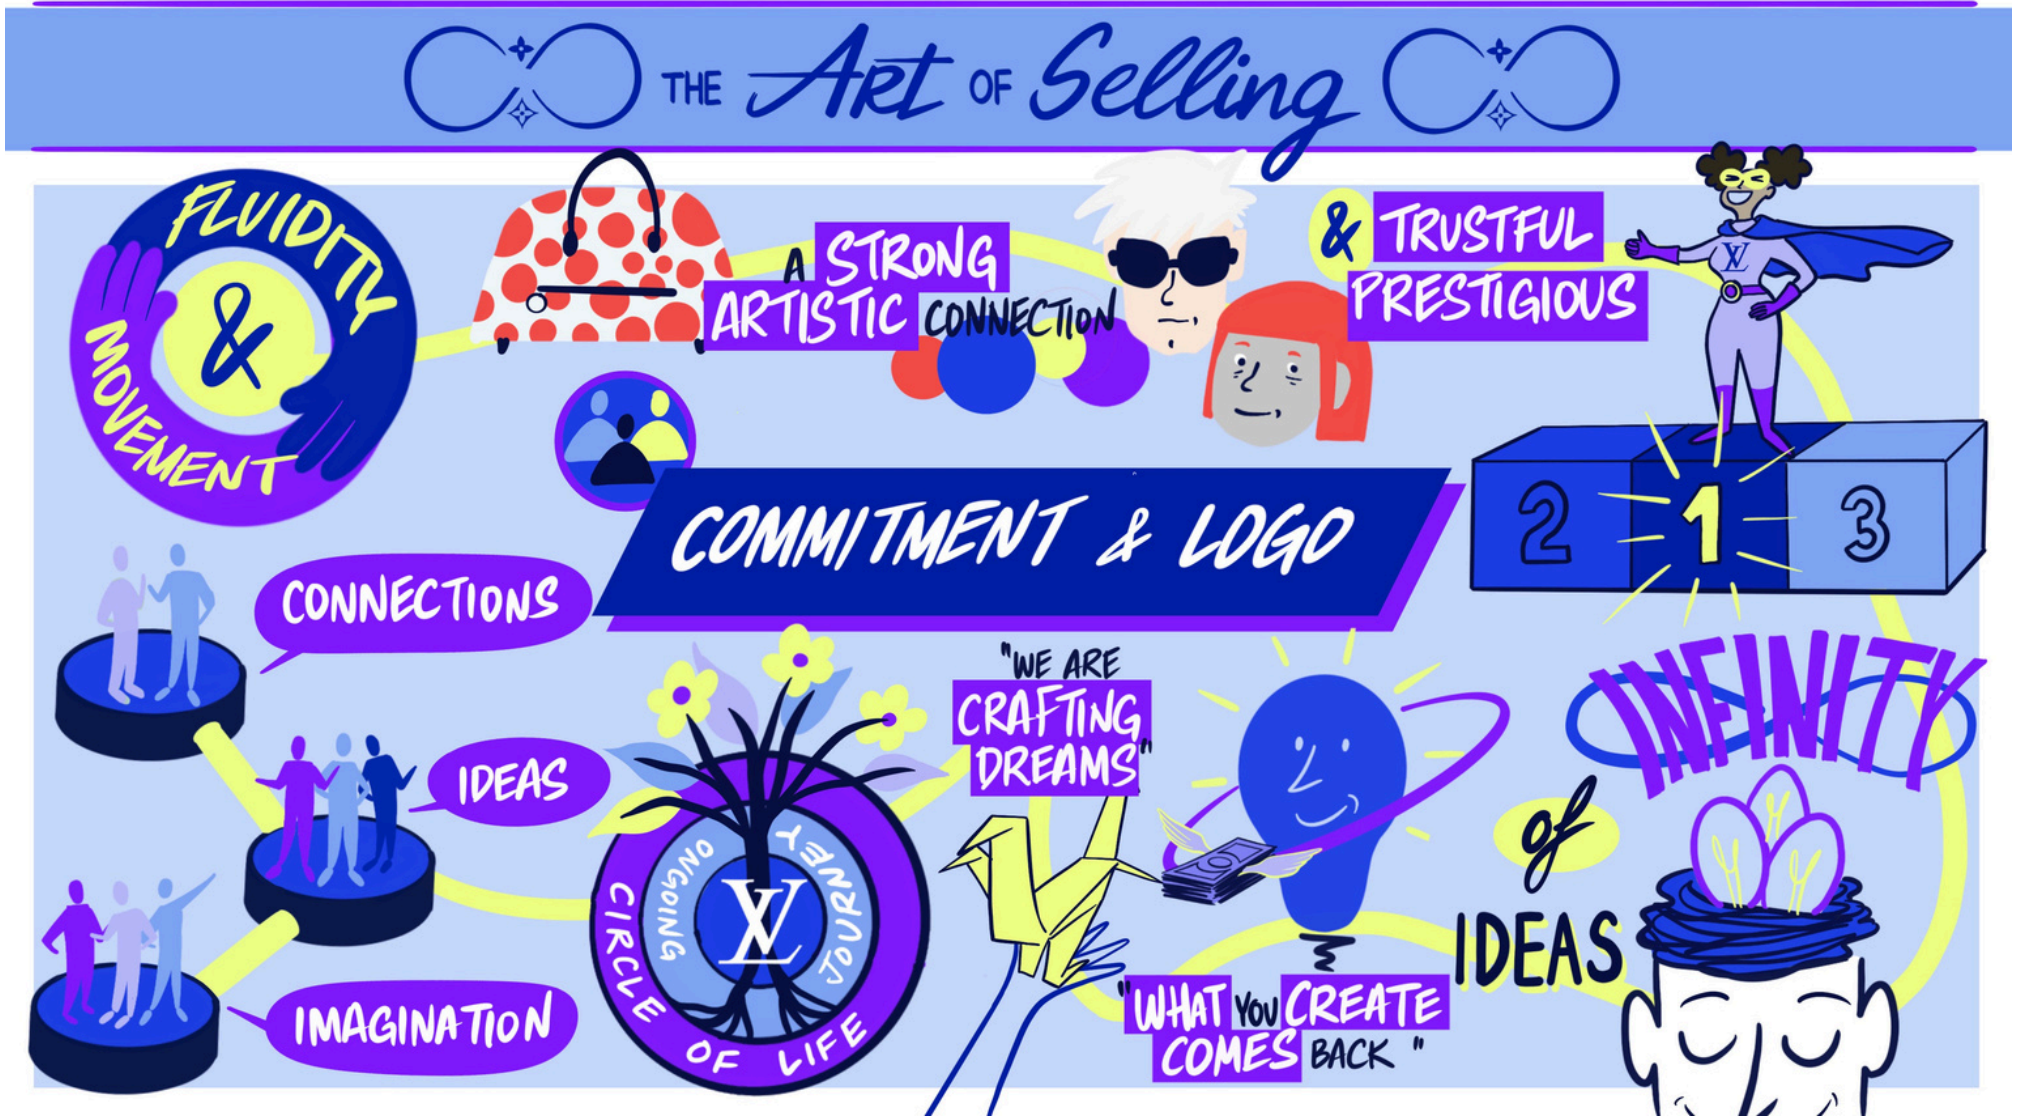 THE Art OF Selling
FLUIDITY
&
MOVEMENT
A STRONG
ARTISTIC CONNECTION
& TRUSTFUL
PRESTIGIOUS
LV
2 1 3
COMMITMENT & LOGO
CONNECTIONS
IDEAS
IMAGINATION
ONGOING JOURNEY
LV
CIRCLE OF LIFE
"WE ARE
CRAFTING
DREAMS"
"WHAT YOU CREATE
COMES BACK"
INFINITY
of
IDEAS